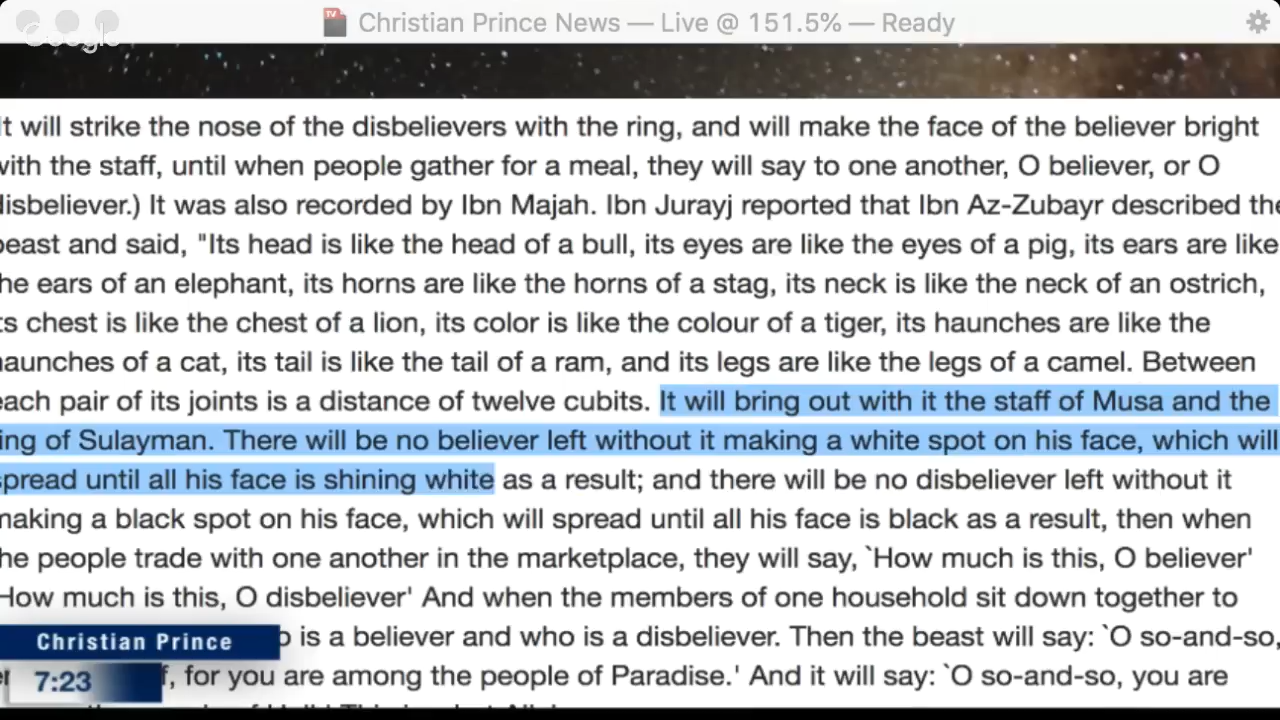 Christian Prince News — Live @ 151.5% — Ready
Google
It will strike the nose of the disbelievers with the ring, and will make the face of the believer bright
with the staff, until when people gather for a meal, they will say to one another, O believer, or O
disbeliever.) It was also recorded by Ibn Majah. Ibn Jurayj reported that Ibn Az-Zubayr described the
beast and said, "Its head is like the head of a bull, its eyes are like the eyes of a pig, its ears are like
the ears of an elephant, its horns are like the horns of a stag, its neck is like the neck of an ostrich,
its chest is like the chest of a lion, its color is like the colour of a tiger, its haunches are like the
haunches of a cat, its tail is like the tail of a ram, and its legs are like the legs of a camel. Between
each pair of its joints is a distance of twelve cubits. It will bring out with it the staff of Musa and the
ring of Sulayman. There will be no believer left without it making a white spot on his face, which will
spread until all his face is shining white as a result; and there will be no disbeliever left without it
making a black spot on his face, which will spread until all his face is black as a result, then when
the people trade with one another in the marketplace, they will say, `How much is this, O believer'
`How much is this, O disbeliever' And when the members of one household sit down together to
is a believer and who is a disbeliever. Then the beast will say: `O so-and-so,
for you are among the people of Paradise.' And it will say: `O so-and-so, you are
Christian Prince
7:23